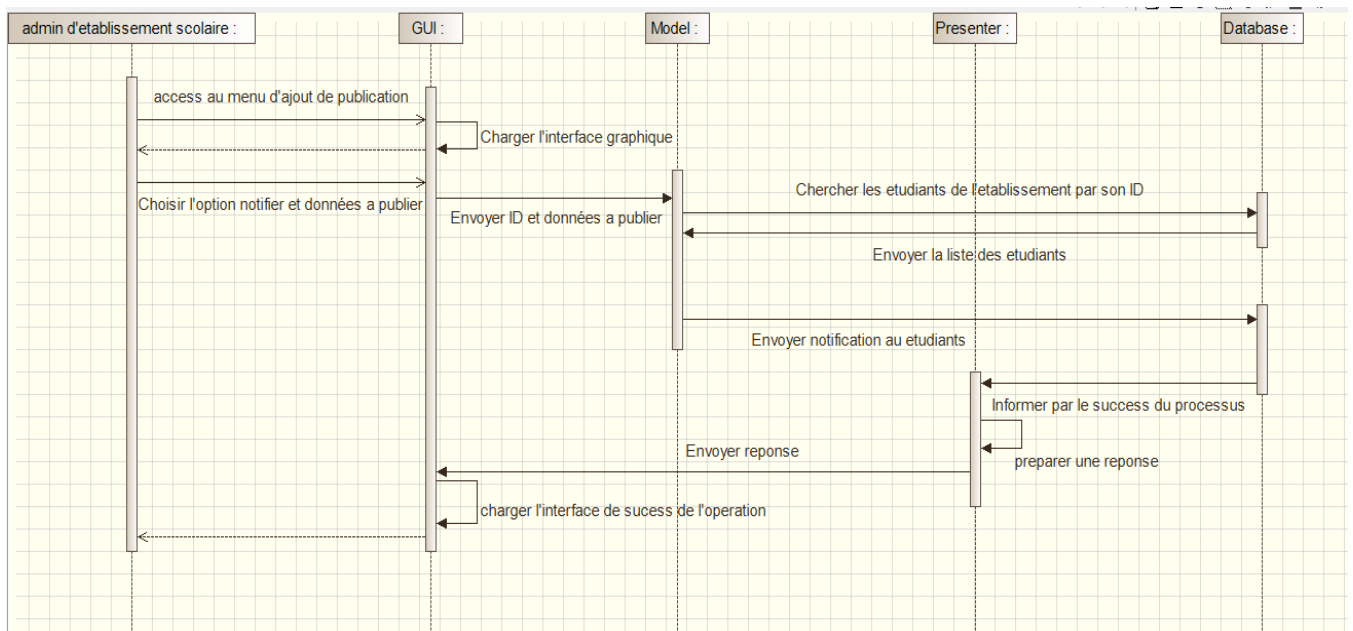 admin d'etablissement scolaire :
GUI :
Model :
Presenter :
Database :
access au menu d'ajout de publication
Charger l'interface graphique
Choisir l'option notifier et données a publier
Envoyer ID et données a publier
Chercher les etudiants de l'etablissement par son ID
Envoyer la liste des etudiants
Envoyer notification au etudiants
Informer par le success du processus
Envoyer reponse
preparer une reponse
charger l'interface de sucess de l'operation